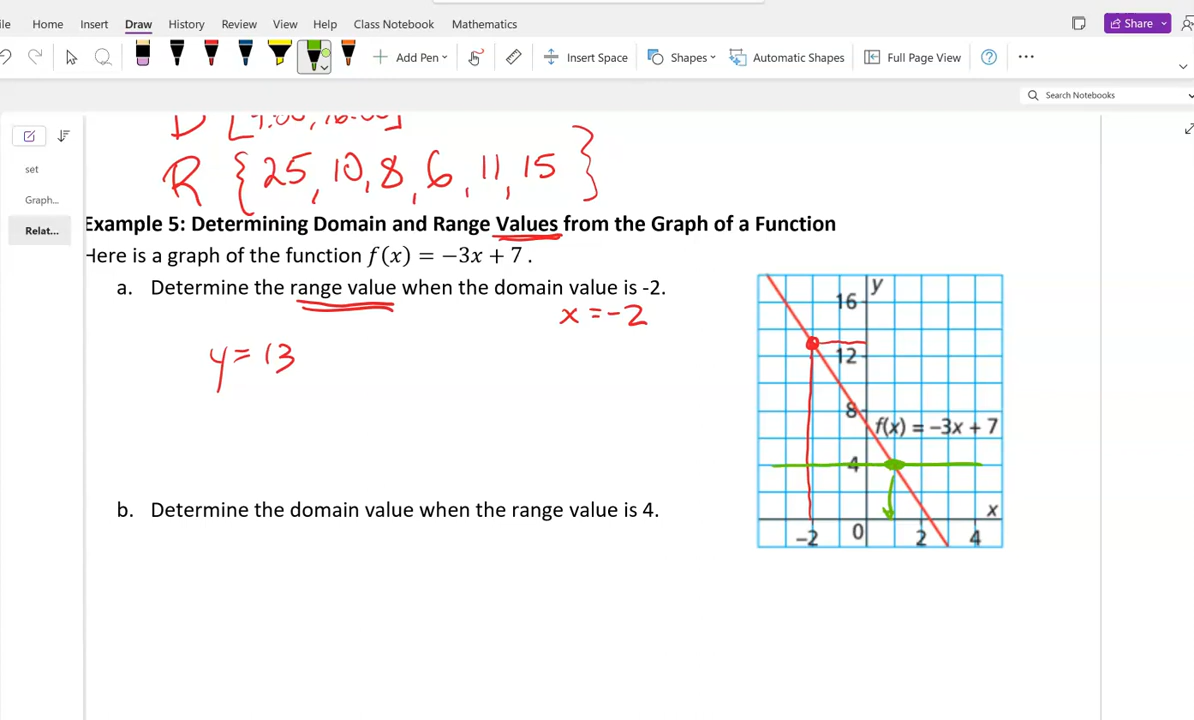 ile Home Insert Draw History Review View Help Class Notebook Mathematics Share
Add Pen Insert Space Shapes Automatic Shapes Full Page View
Search Notebooks
set
Graph...
Relat...
R {25, 10, 8, 6, 11, 15}
Example 5: Determining Domain and Range Values from the Graph of a Function
Here is a graph of the function f(x) = −3x + 7 .
a. Determine the range value when the domain value is -2.
x = -2
y = 13
b. Determine the domain value when the range value is 4.
y
16
12
8
f(x) = −3x + 7
4
x
−2 0 2 4